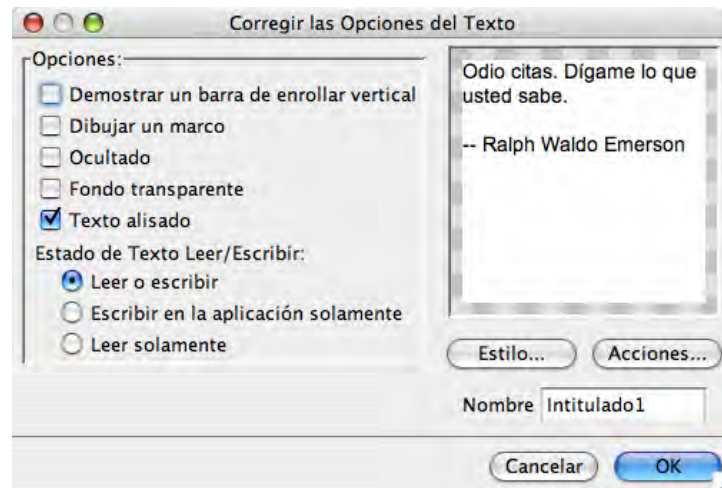 Corregir las Opciones del Texto
Opciones:
Demostrar un barra de enrollar vertical
Dibujar un marco
Ocultado
Fondo transparente
Texto alisado
Estado de Texto Leer/Escribir:
Leer o escribir
Escribir en la aplicación solamente
Leer solamente
Odio citas. Dígame lo que
usted sabe.
-- Ralph Waldo Emerson
Estilo... Acciones...
Nombre Intitulado1
Cancelar OK